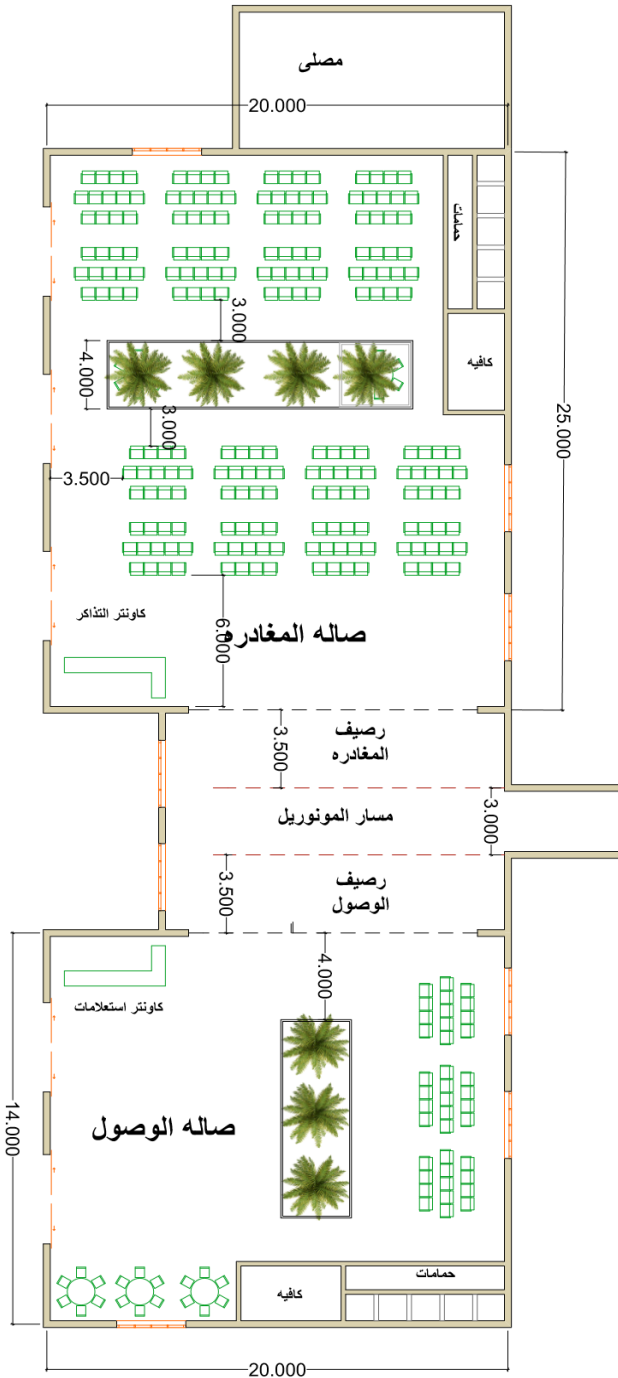 مصلى
20.000
حمامات
3.000
4.000
كافيه
25.000
3.000
3.500
كاونتر التذاكر
6.000
صاله المغادره
رصيف
المغادره
3.500
مسار المونوريل
3.000
رصيف
الوصول
3.500
4.000
كاونتر استعلامات
14.000
صاله الوصول
حمامات
كافيه
20.000